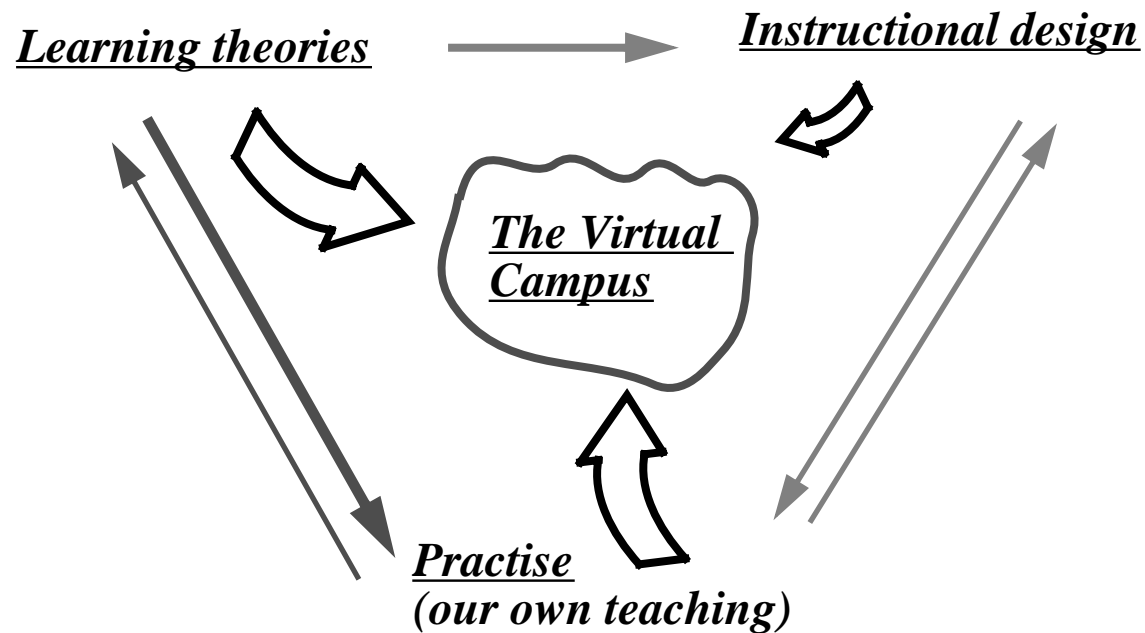 Learning theories
Instructional design
The Virtual
Campus
Practise
(our own teaching)